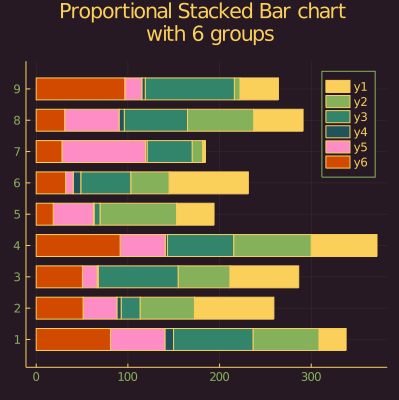 Proportional Stacked Bar chart
with 6 groups
y1
y2
y3
y4
y5
y6
9
8
7
6
5
4
3
2
1
0 100 200 300